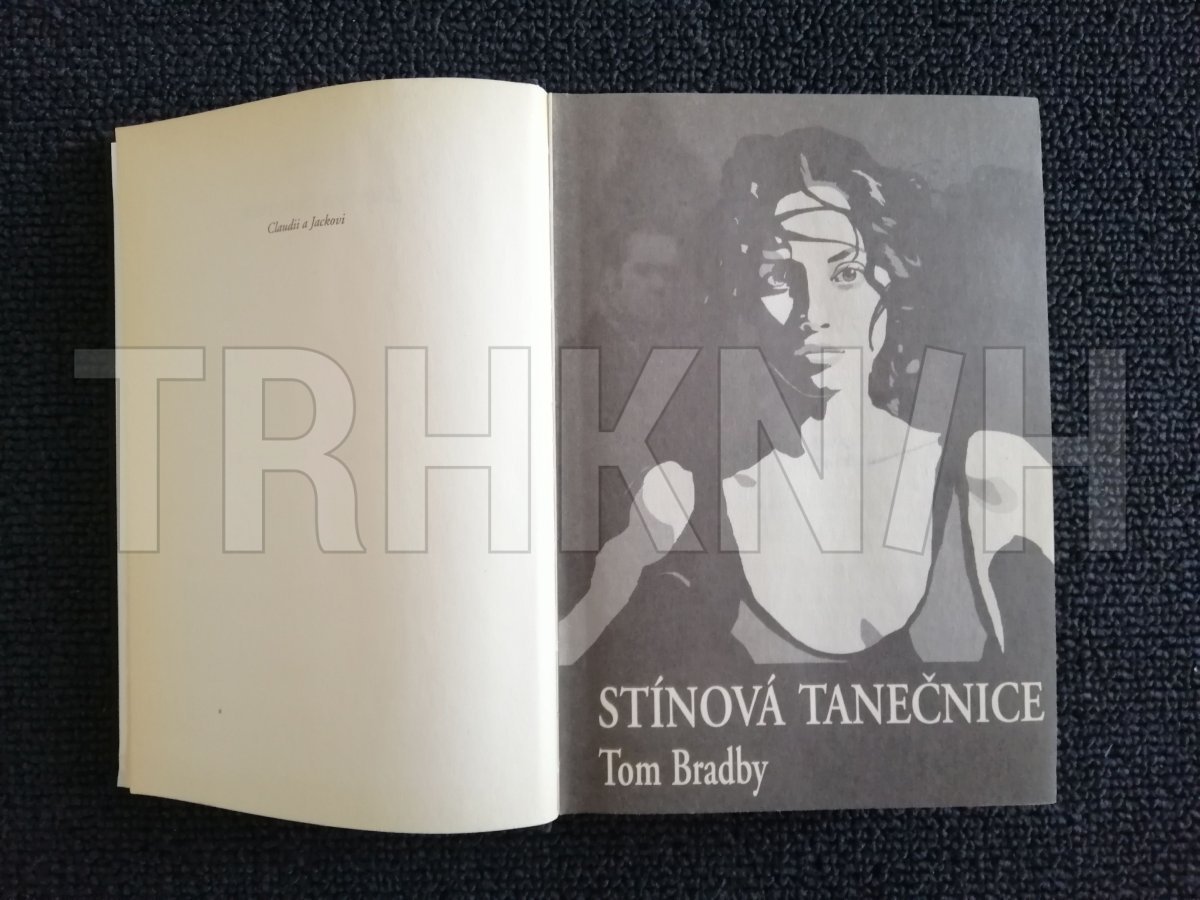 Claudii a Jackovi
TRHKNIH
STÍNOVÁ TANEČNICE
Tom Bradby